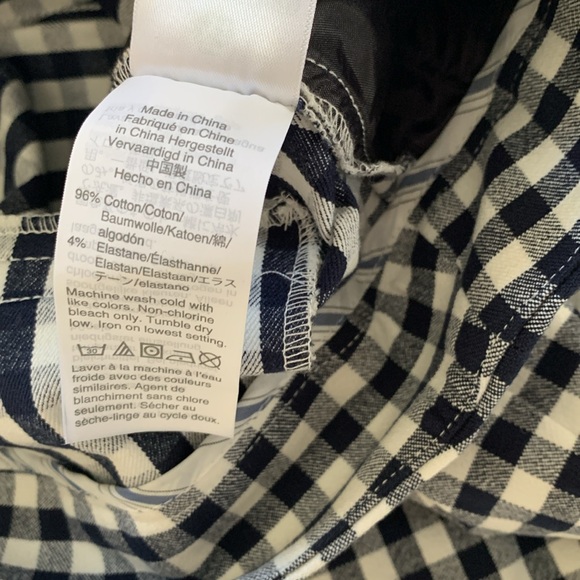 Made in China
Fabriqué en Chine
in China Hergestellt
Vervaardigd in China
中国製
Hecho en China
96% Cotton/Coton/
Baumwolle/Katoen/綿/
algodón
4% Elastane/Élasthanne/
Elastan/Elastaan/エラス
テーン/elastano
Machine wash cold with
like colors. Non-chlorine
bleach only. Tumble dry
low. Iron on lowest setting.
30
Laver à la machine à l'eau
froide avec des couleurs
similaires. Agent de
blanchiment sans chlore
seulement. Sécher au
sèche-linge au cycle doux.